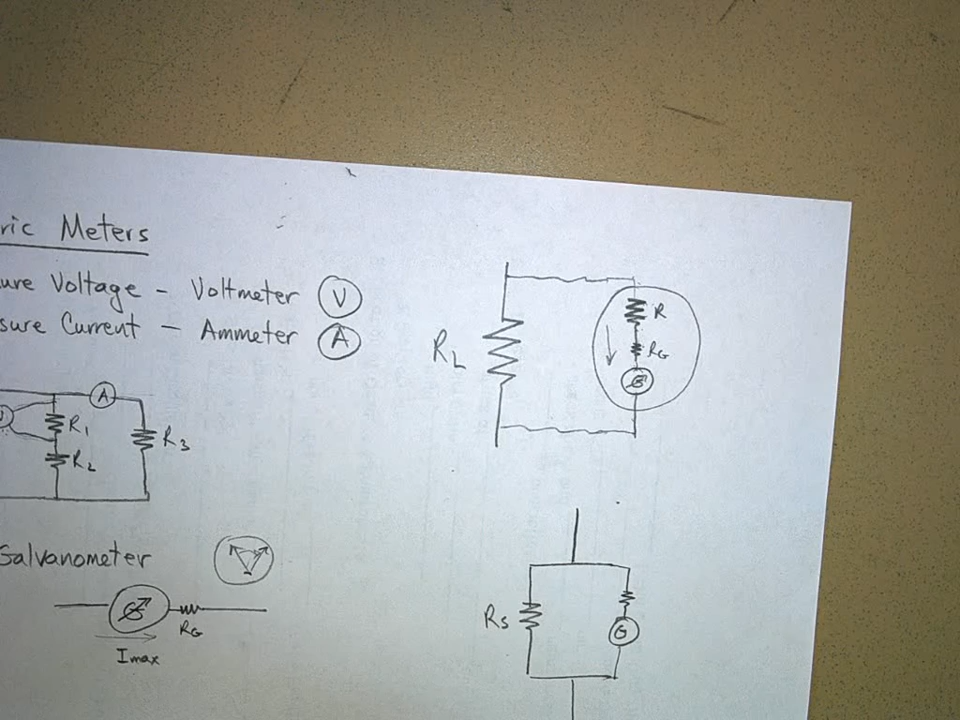 ric Meters
ure Voltage - Voltmeter V
sure Current - Ammeter A
A
R1
R2
R3
Galvanometer
G
RG
Imax
RL
R
RG
G
RS
G